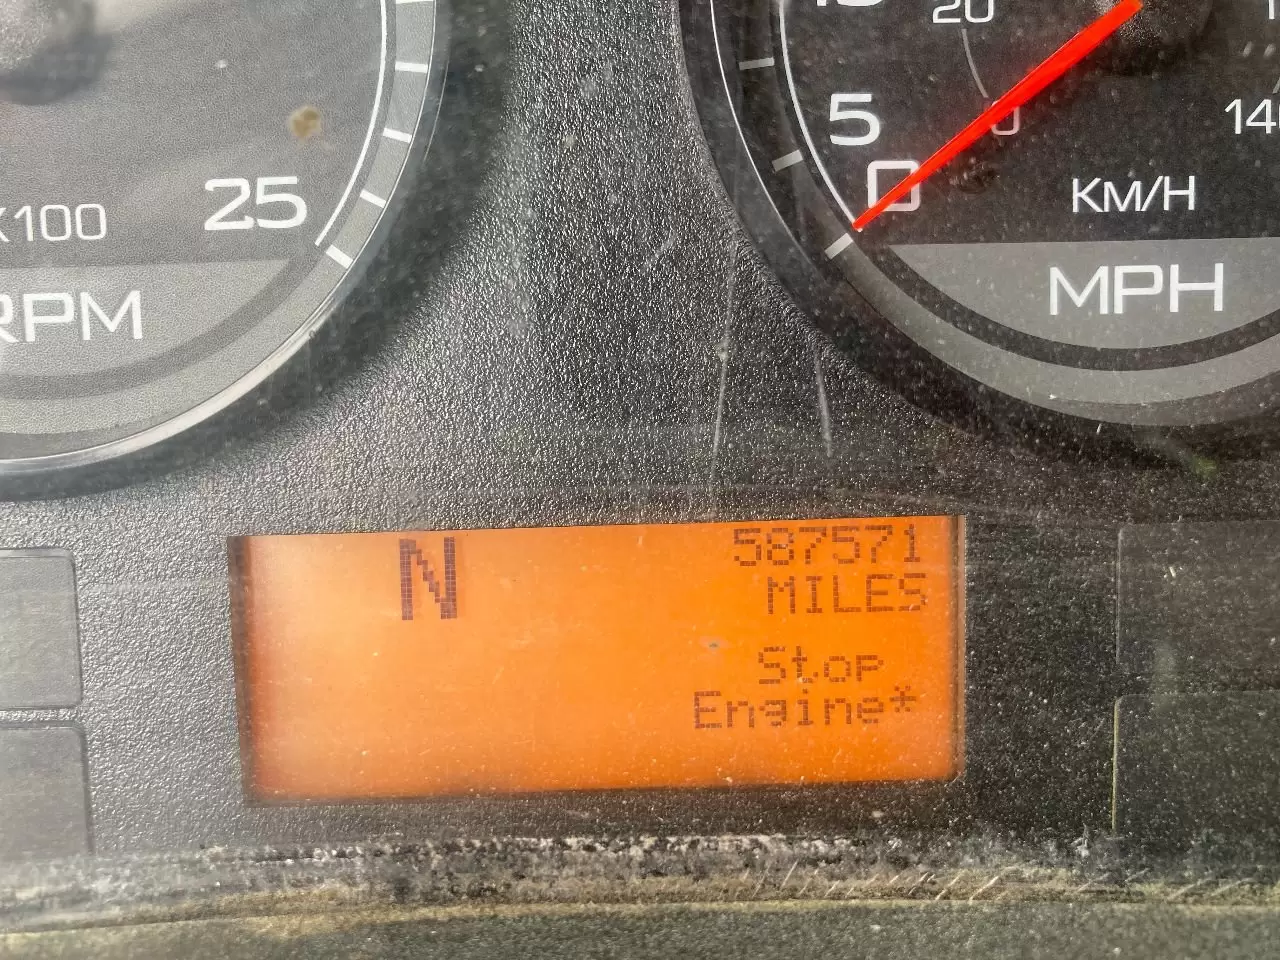 20
5
0
0
KM/H
MPH
25
X100
RPM
N
587571
MILES
Stop
Engine*